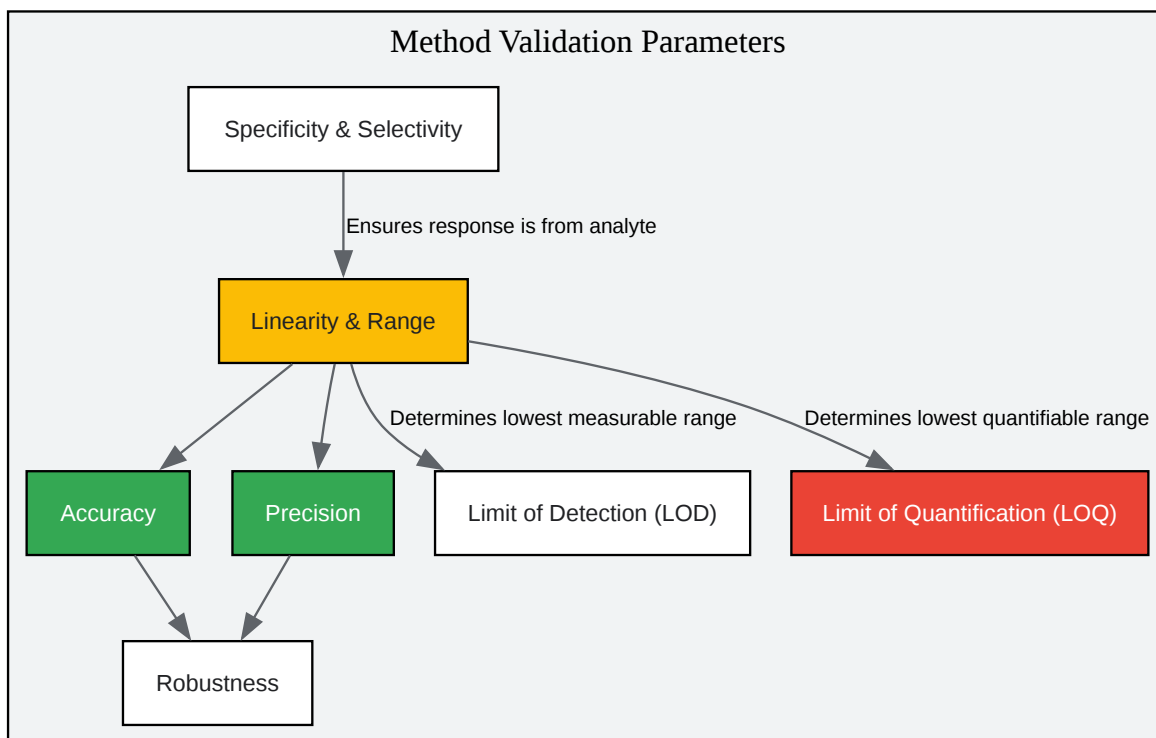 Method Validation Parameters
Specificity & Selectivity
Ensures response is from analyte
Linearity & Range
Determines lowest measurable range
Determines lowest quantifiable range
Accuracy
Precision
Limit of Detection (LOD)
Limit of Quantification (LOQ)
Robustness